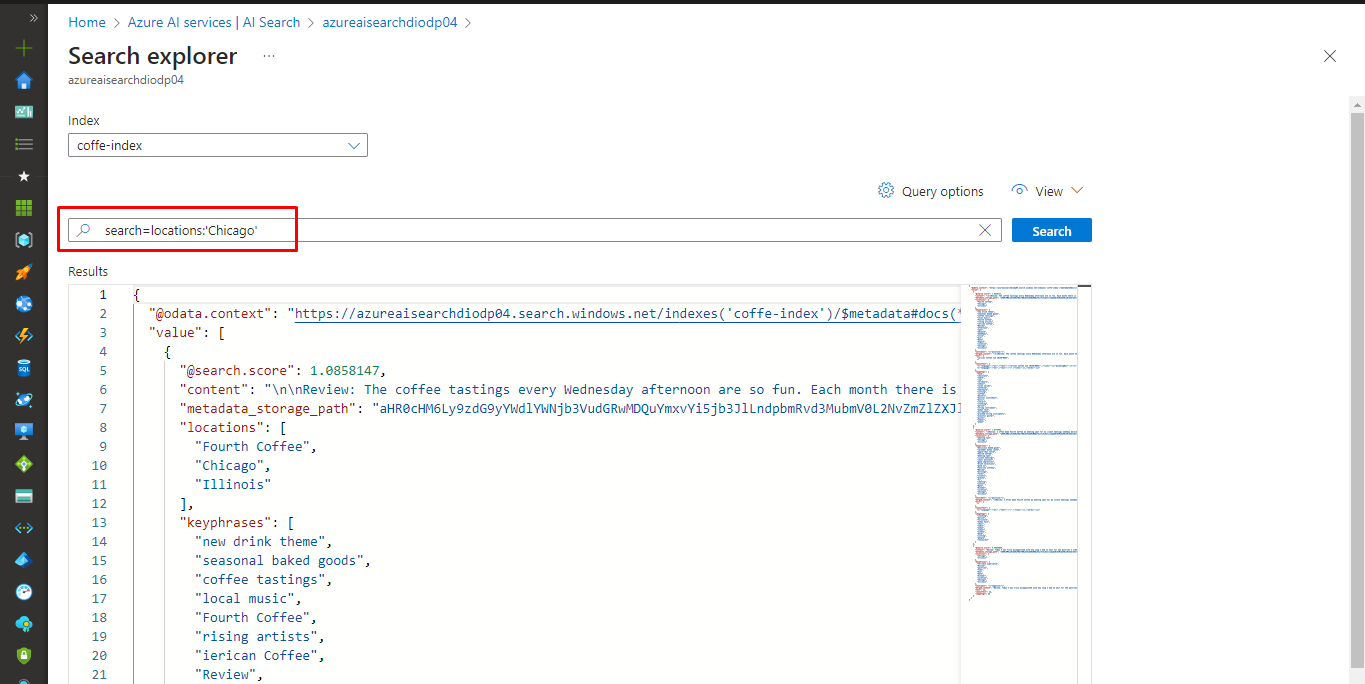 Home > Azure AI services | AI Search > azureaisearchdiodp04 >
Search explorer ...
azureaisearchdiodp04
Index
coffe-index
Query options View
search=locations:'Chicago'
Search
Results
1 {
2 "@odata.context": "https://azureaisearchdiodp04.search.windows.net/indexes('coffe-index')/$metadata#docs(*
3 "value": [
4 {
5 "@search.score": 1.0858147,
6 "content": "\n\nReview: The coffee tastings every Wednesday afternoon are so fun. Each month there is
7 "metadata_storage_path":
8 "locations": [
9 "Fourth Coffee",
10 "Chicago",
11 "Illinois"
12 ],
13 "keyphrases": [
14 "new drink theme",
15 "seasonal baked goods",
16 "coffee tastings",
17 "local music",
18 "Fourth Coffee",
19 "rising artists",
20 "ierican Coffee",
21 "Review",